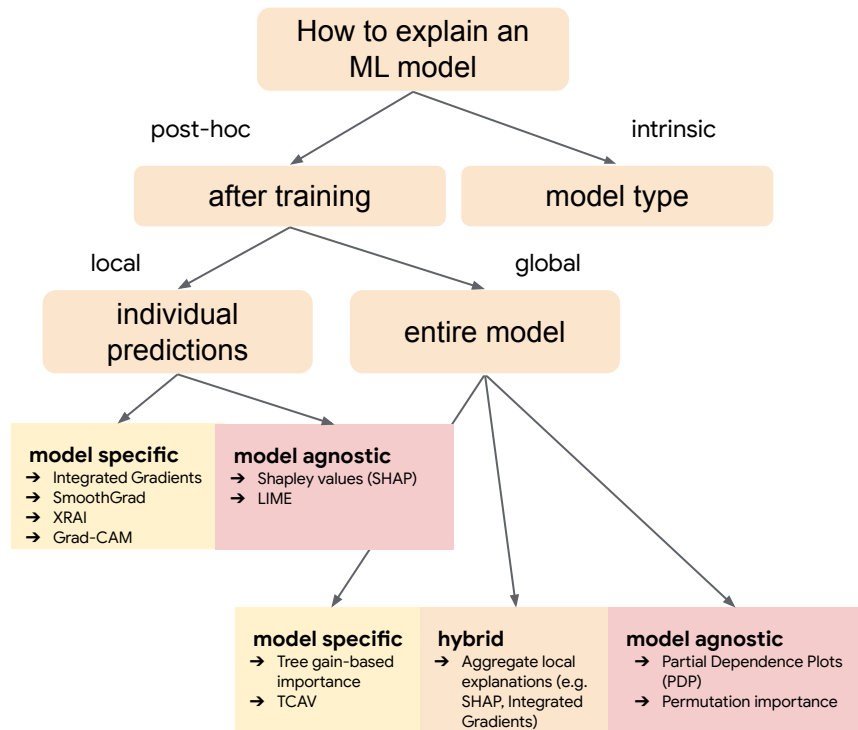 How to explain an
ML model
post-hoc
intrinsic
after training
model type
local
global
individual
predictions
entire model
model specific
➔ Integrated Gradients
➔ SmoothGrad
➔ XRAI
➔ Grad-CAM
model agnostic
➔ Shapley values (SHAP)
➔ LIME
model specific
➔ Tree gain-based
importance
➔ TCAV
hybrid
➔ Aggregate local
explanations (e.g.
SHAP, Integrated
Gradients)
model agnostic
➔ Partial Dependence Plots
(PDP)
➔ Permutation importance